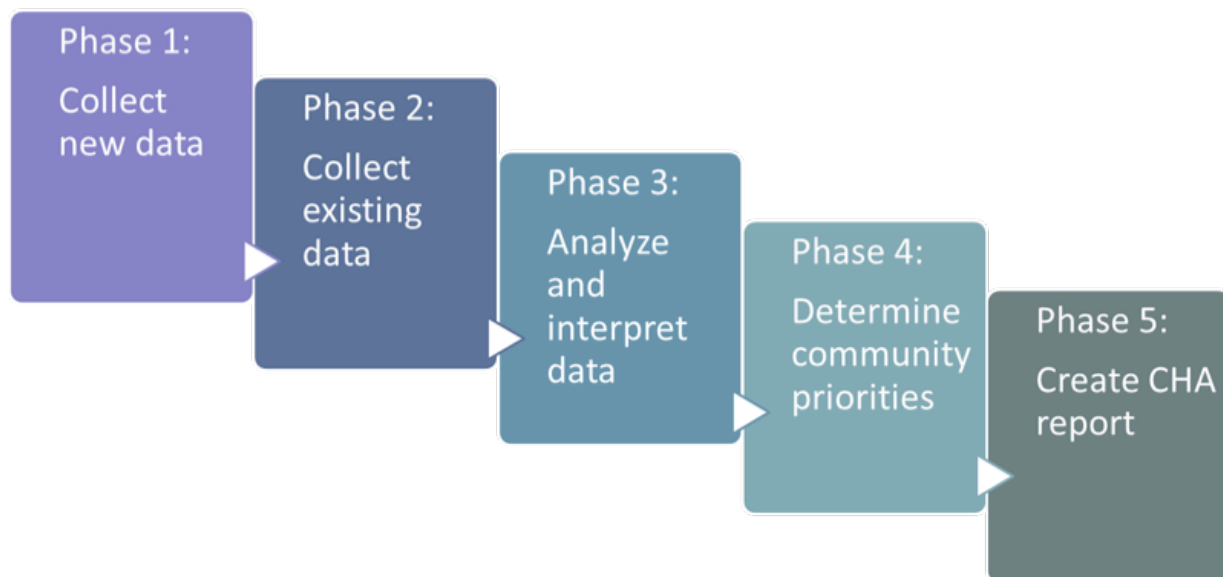 Phase 1:
Collect
new data
Phase 2:
Collect
existing
data
Phase 3:
Analyze
and
interpret
data
Phase 4:
Determine
community
priorities
Phase 5:
Create CHA
report